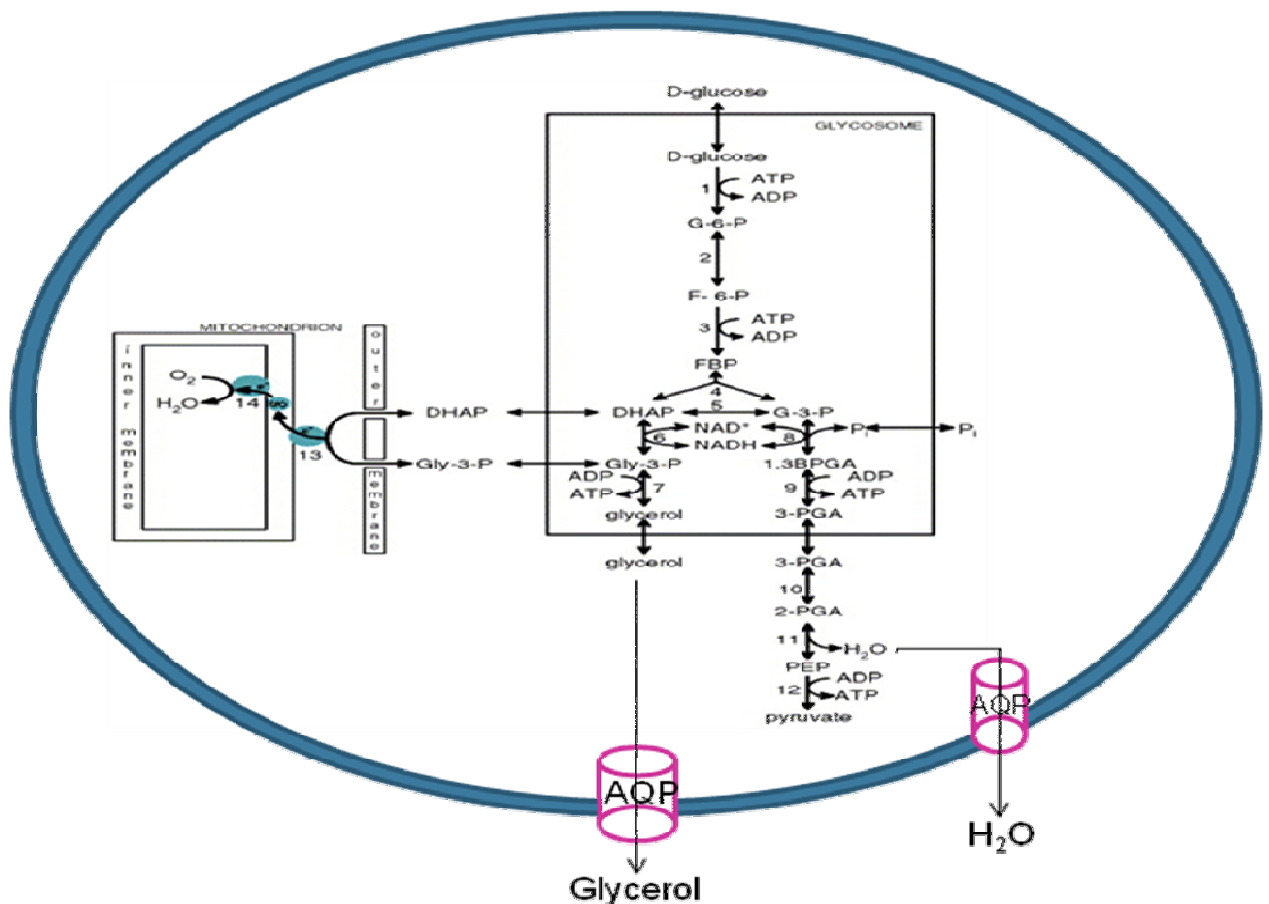 D-glucose
GLYCOSOME
D-glucose
1 ATP
ADP
G-6-P
2
F- 6-P
3 ATP
ADP
FBP
4
5
DHAP
G-3-P
NAD⁺
NADH
6
8
Pᵢ
Pᵢ
Gly-3-P
1,3BPGA
ADP
ATP
7
9
ADP
ATP
glycerol
3-PGA
glycerol
3-PGA
10
2-PGA
11
H₂O
PEP
12 ADP
ATP
pyruvate
MITOCHONDRION
inner membrane
outer
membrane
O₂
H₂O
14
13
DHAP
Gly-3-P
AQP
AQP
Glycerol
H₂O